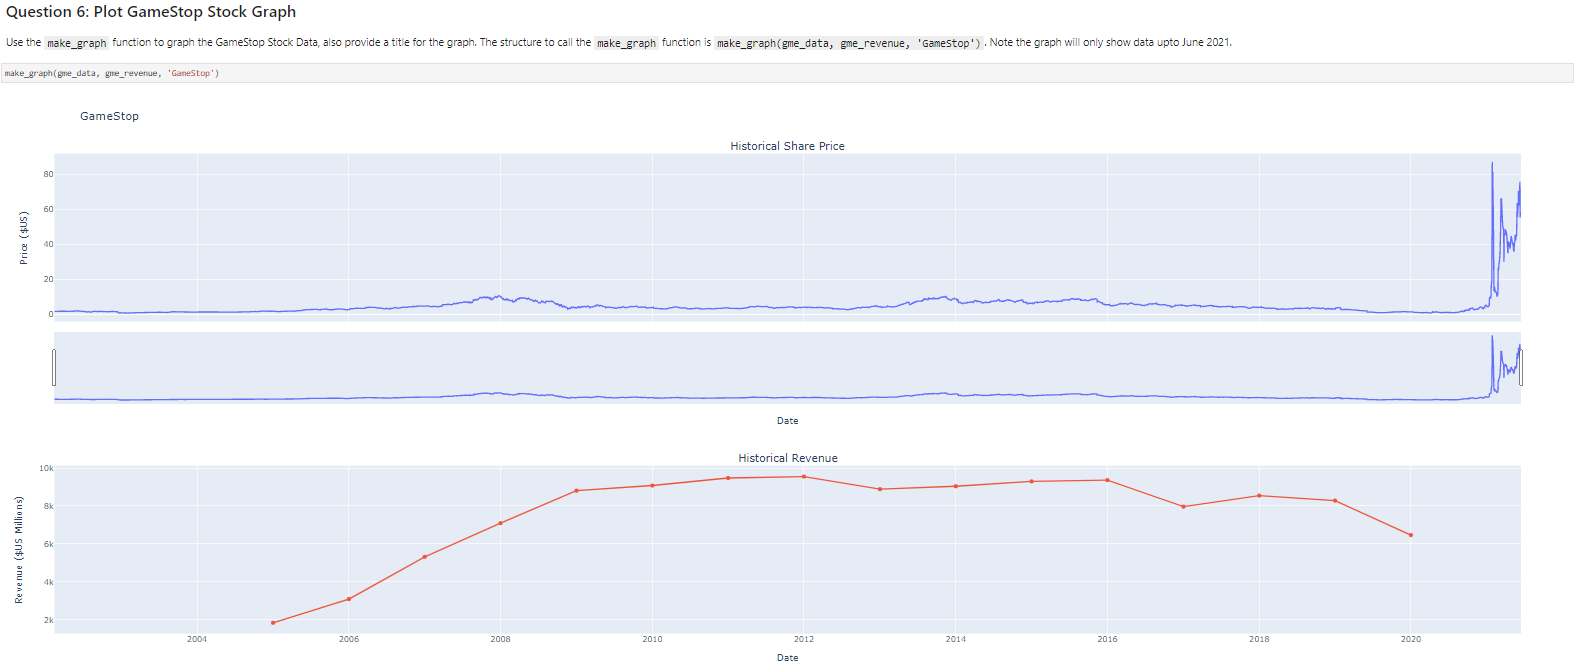 Question 6: Plot GameStop Stock Graph
Use the make_graph function to graph the GameStop Stock Data, also provide a title for the graph. The structure to call the make_graph function is make_graph(gme_data, gme_revenue, 'GameStop'). Note the graph will only show data upto June 2021.
make_graph(gme_data, gme_revenue, 'GameStop')
GameStop
Historical Share Price
80
60
40
20
0
Price ($US)
Date
Historical Revenue
10k
8k
6k
4k
2k
Revenue ($US Millions)
2004 2006 2008 2010 2012 2014 2016 2018 2020
Date